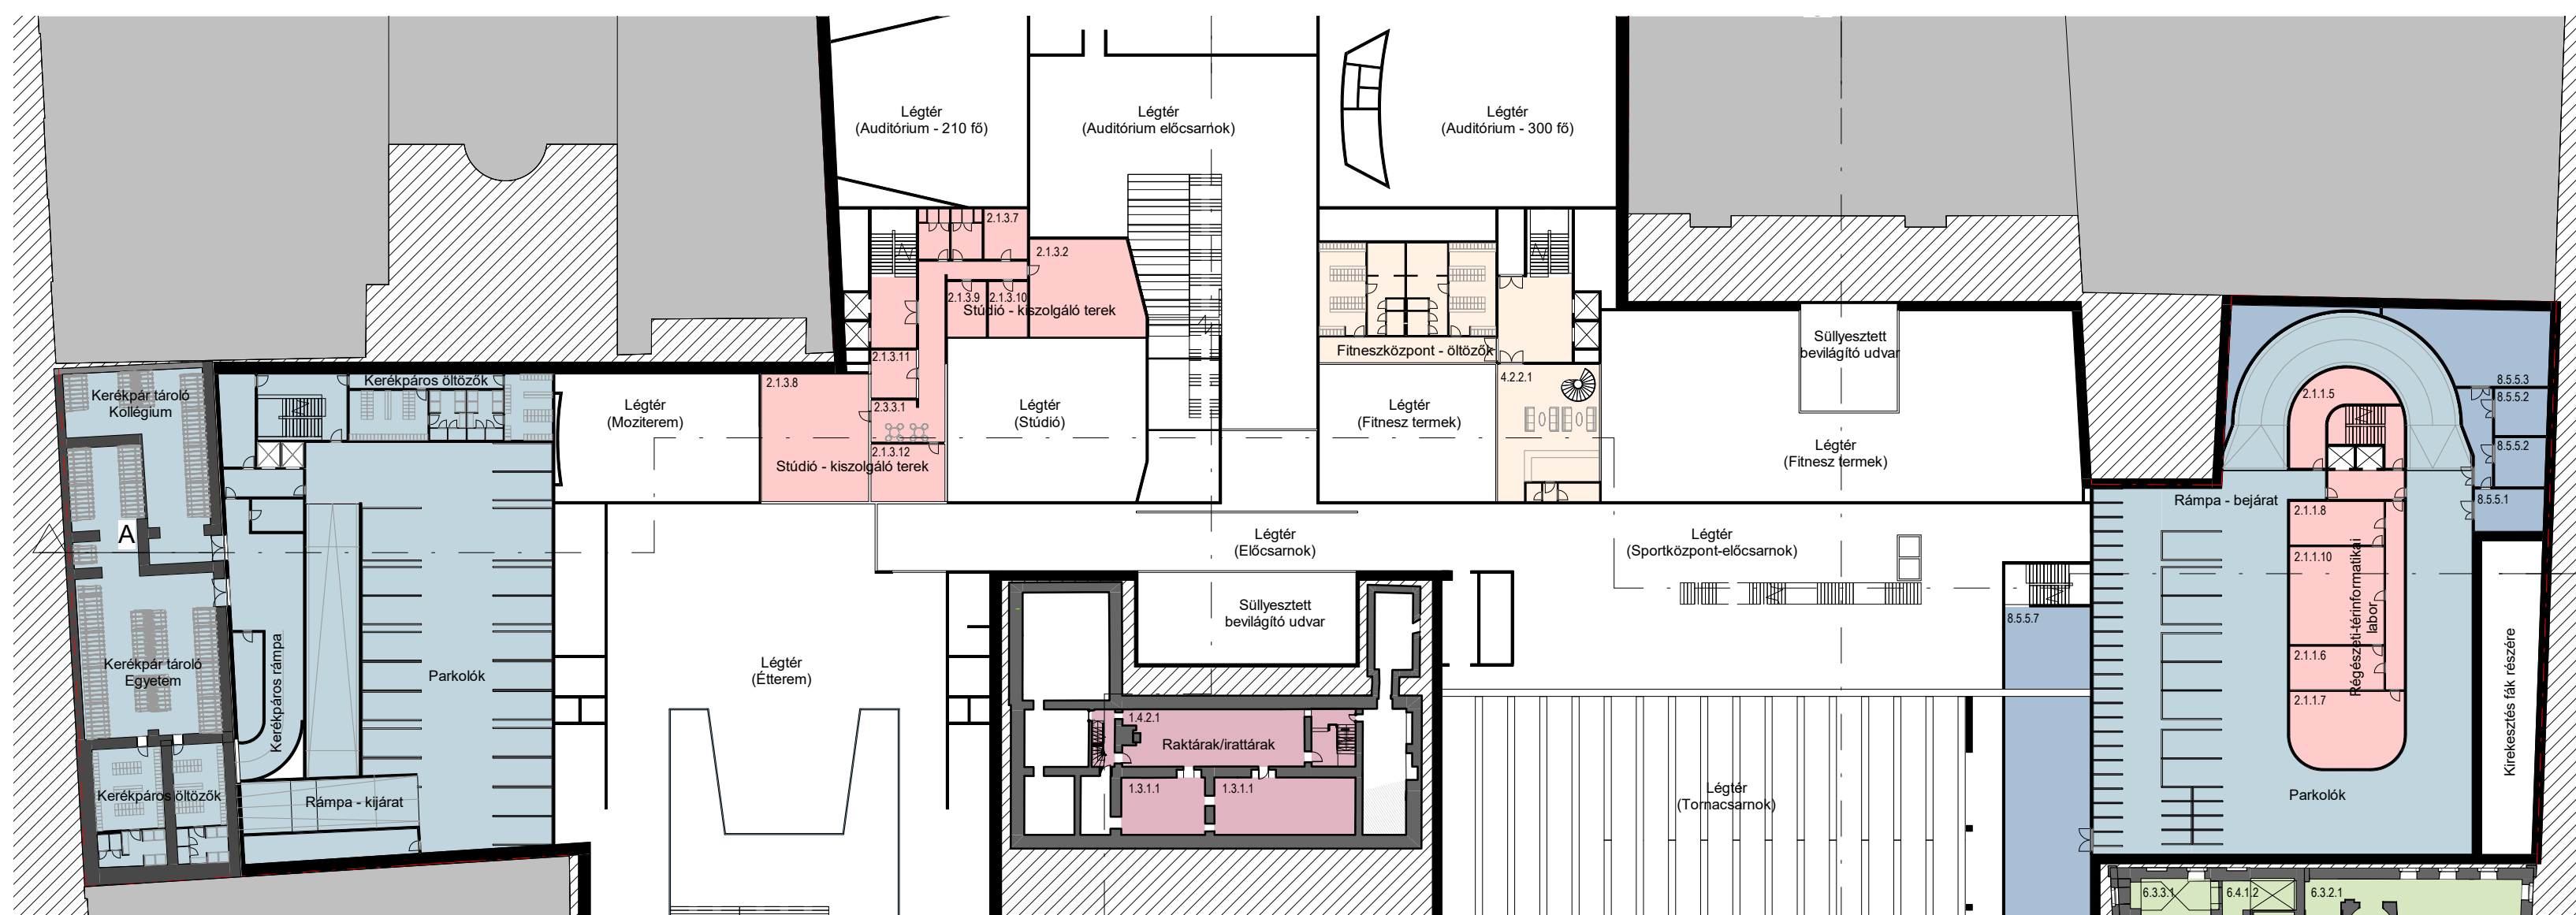 Légtér
(Auditórium - 210 fő)
Légtér
(Auditórium előcsarnok)
Légtér
(Auditórium - 300 fő)
2.1.3.7
2.1.3.2
2.1.3.9
2.1.3.10
Stúdió - kiszolgáló terek
2.1.3.11
2.1.3.8
2.3.3.1
2.1.3.12
Stúdió - kiszolgáló terek
Kerékpár tároló
Kollégium
Kerékpáros öltözők
Légtér
(Moziterem)
Légtér
(Stúdió)
Fitneszközpont - öltözők
Légtér
(Fitnesz termek)
4.2.2.1
Süllyesztett
bevilágító udvar
Légtér
(Fitnesz termek)
2.1.1.5
8.5.5.3
8.5.5.2
8.5.5.2
8.5.5.1
Rámpa - bejárat
2.1.1.8
2.1.1.10
2.1.1.6
2.1.1.7
Régészeti-térinformatikai
labor
A
Légtér
(Előcsarnok)
Légtér
(Sportközpont-előcsarnok)
Süllyesztett
bevilágító udvar
8.5.5.7
Kerékpár tároló
Egyetem
Kerékpáros rámpa
Parkolók
Légtér
(Étterem)
1.4.2.1
Raktárak/irattárak
1.3.1.1
1.3.1.1
Légtér
(Tornacsarnok)
Kirekesztés fák részére
Parkolók
Kerékpáros öltözők
Rámpa - kijárat
6.3.3.1
6.4.1.2
6.3.2.1